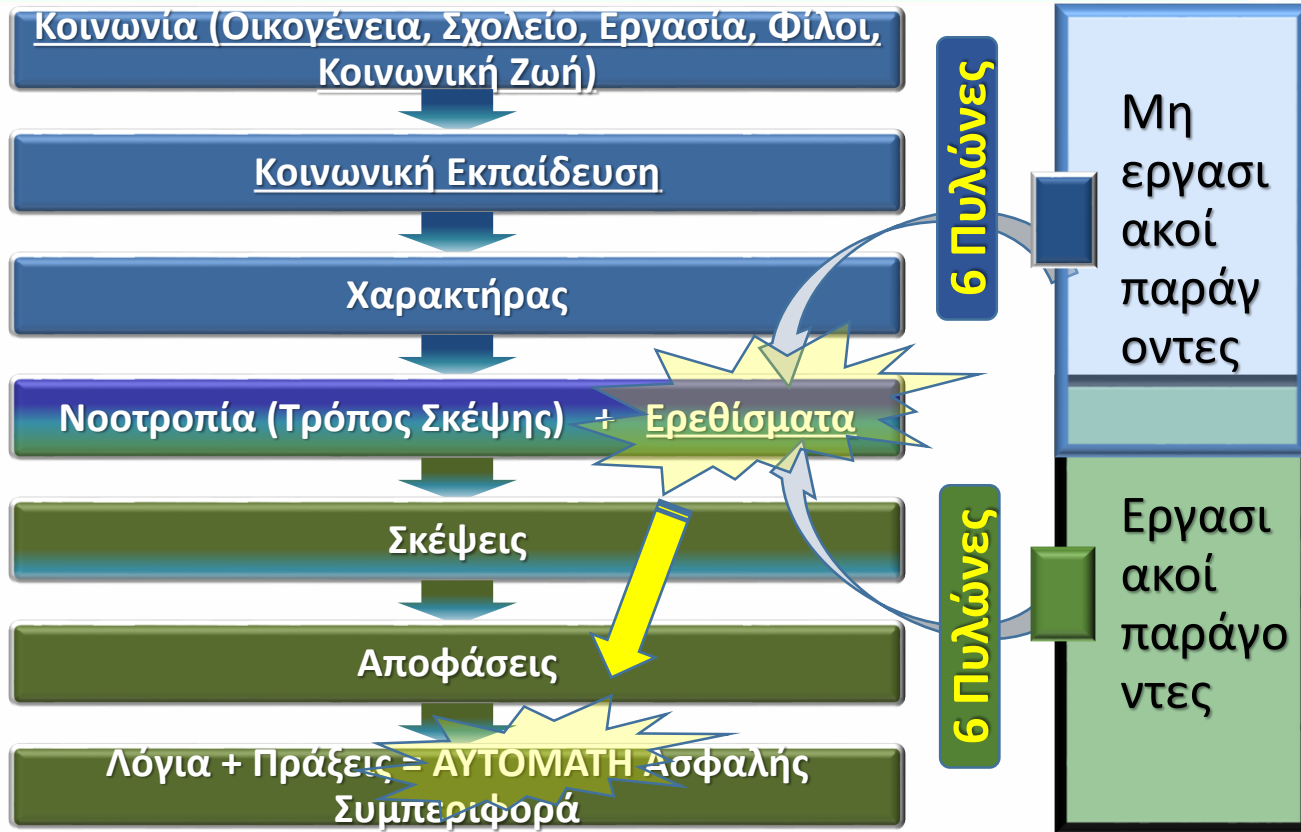 Κοινωνία (Οικογένεια, Σχολείο, Εργασία, Φίλοι,
Κοινωνική Ζωή)
Κοινωνική Εκπαίδευση
Χαρακτήρας
Νοοτροπία (Τρόπος Σκέψης) + Ερεθίσματα
Σκέψεις
Αποφάσεις
Λόγια + Πράξεις = ΑΥΤΟΜΑΤΗ Ασφαλής
Συμπεριφορά
6 Πυλώνες
6 Πυλώνες
Μη
εργασι
ακοί
παράγ
οντες
Εργασι
ακοί
παράγο
ντες